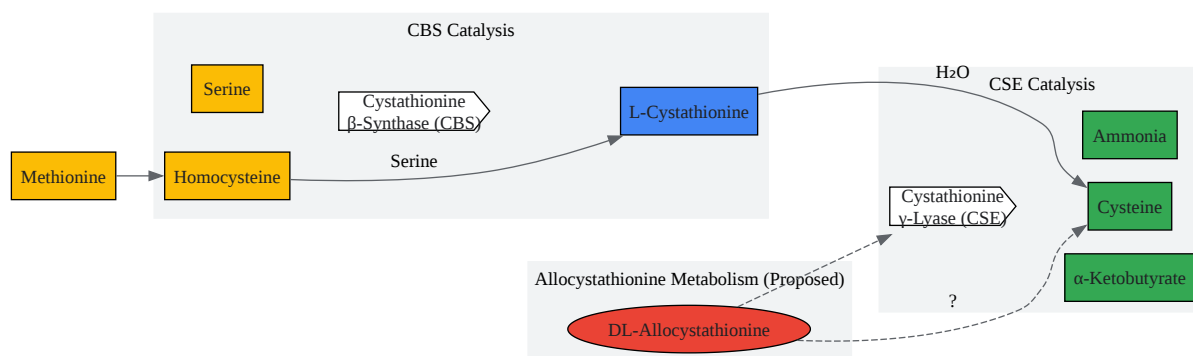 CBS Catalysis
Serine
Cystathionine
β-Synthase (CBS)
L-Cystathionine
Methionine
Homocysteine
Serine
H₂O
CSE Catalysis
Ammonia
Cystathionine
γ-Lyase (CSE)
Cysteine
α-Ketobutyrate
Allocystathionine Metabolism (Proposed)
DL-Allocystathionine
?